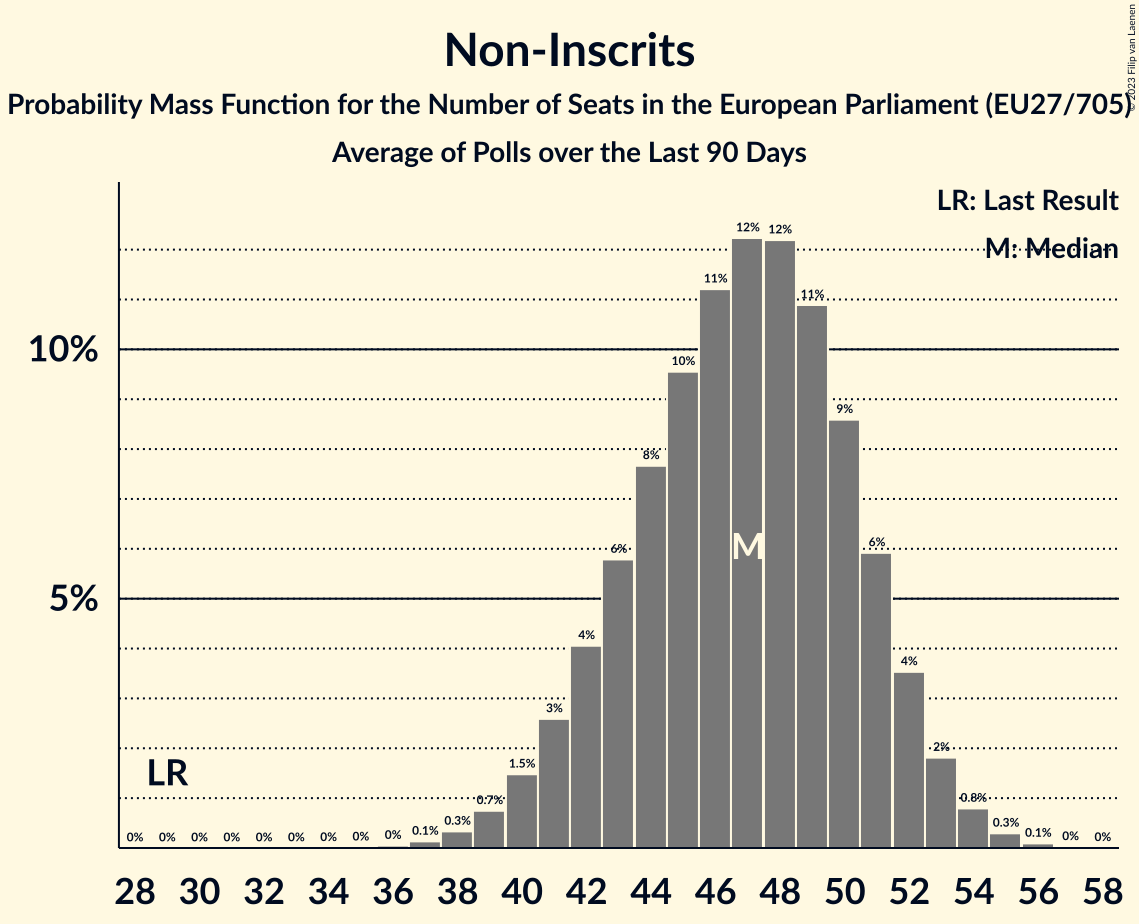 © 2023 Filip van Laenen
Non-Inscrits
Probability Mass Function for the Number of Seats in the European Parliament (EU27/705)
Average of Polls over the Last 90 Days
LR: Last Result
M: Median
10%
5%
LR
M
0% 0% 0% 0% 0% 0% 0% 0% 0% 0.1% 0.3% 0.7% 1.5% 3% 4% 6% 8% 10% 11% 12% 12% 11% 9% 6% 4% 2% 0.8% 0.3% 0.1% 0% 0%
28 30 32 34 36 38 40 42 44 46 48 50 52 54 56 58